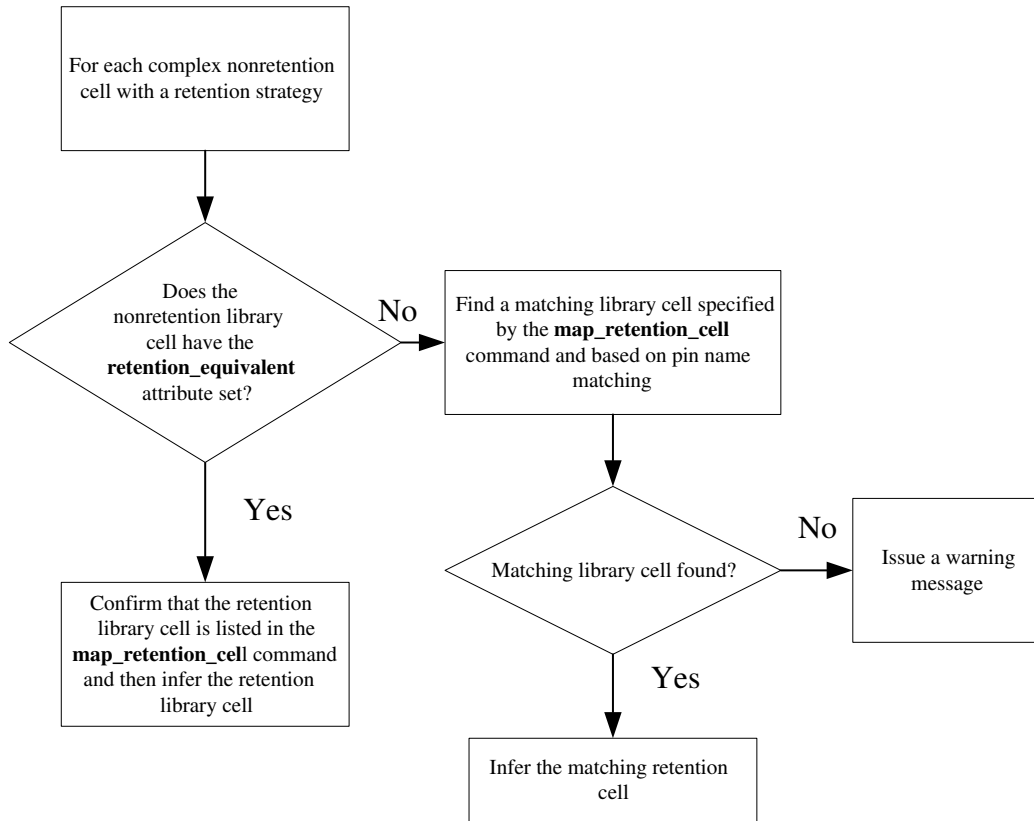 For each complex nonretention
cell with a retention strategy
Does the
nonretention library
cell have the
retention_equivalent
attribute set?
No
Find a matching library cell specified
by the map_retention_cell
command and based on pin name
matching
Yes
Confirm that the retention
library cell is listed in the
map_retention_cell command
and then infer the retention
library cell
Matching library cell found?
No
Issue a warning
message
Yes
Infer the matching retention
cell